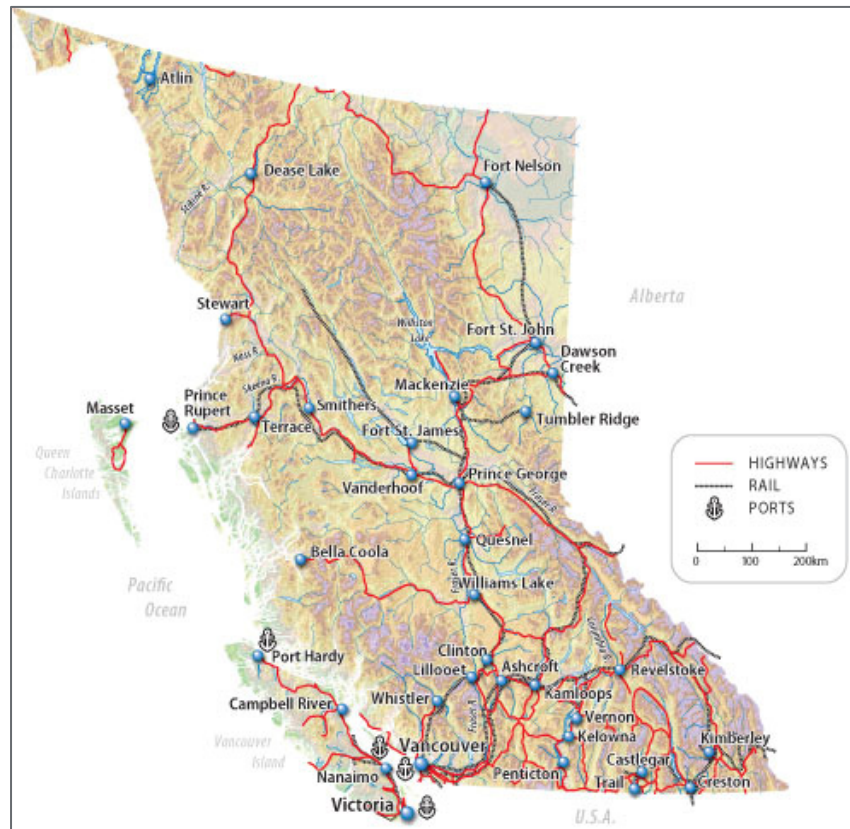 Atlin
Dease Lake
Stikine R.
Fort Nelson
Alberta
Stewart
Williston
Lake
Fort St. John
Nass R.
Dawson
Creek
Skeena R.
Mackenzie
Masset
Prince
Rupert
Smithers
Terrace
Tumbler Ridge
Fort St. James
Queen
Charlotte
Islands
Vanderhoof
Prince George
Fraser R.
HIGHWAYS
RAIL
PORTS
0 100 200km
Quesnel
Bella Coola
Fraser R.
Williams Lake
Pacific
Ocean
Clinton
Port Hardy
Lillooet
Ashcroft
Revelstoke
Kamloops
Whistler
Campbell River
Fraser R.
Vernon
Vancouver
Island
Vancouver
Kelowna
Kimberley
Castlegar
Nanaimo
Penticton
Trail
Creston
Victoria
U.S.A.